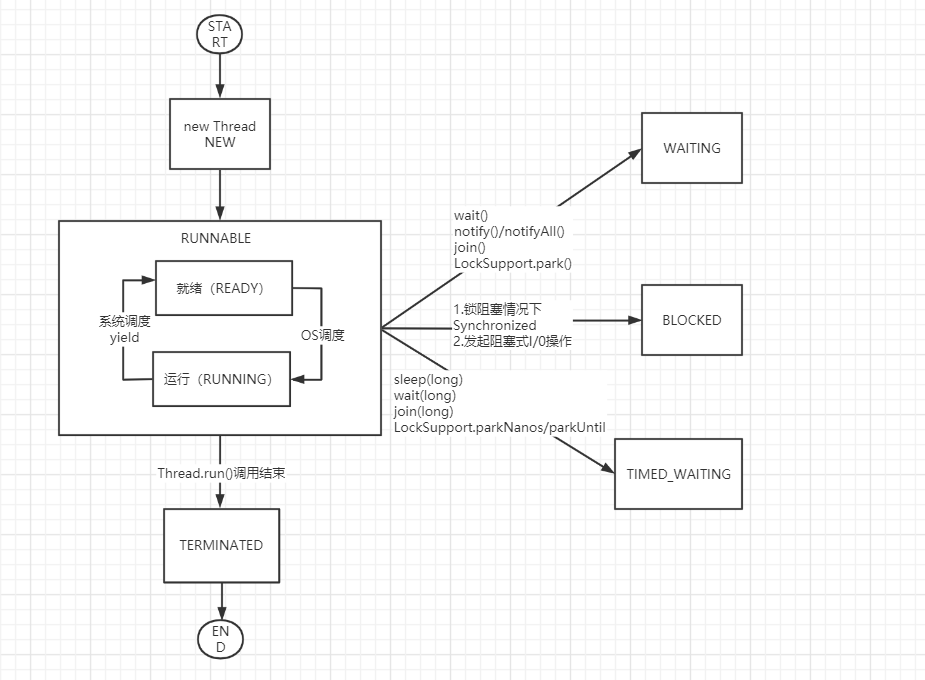 STA
RT
new Thread
NEW
RUNNABLE
就绪（READY）
系统调度
yield
OS调度
运行（RUNNING）
Thread.run()调用结束
TERMINATED
EN
D
wait()
notify()/notifyAll()
join()
LockSupport.park()
WAITING
1.锁阻塞情况下
Synchronized
2.发起阻塞式I/0操作
BLOCKED
sleep(long)
wait(long)
join(long)
LockSupport.parkNanos/parkUntil
TIMED_WAITING